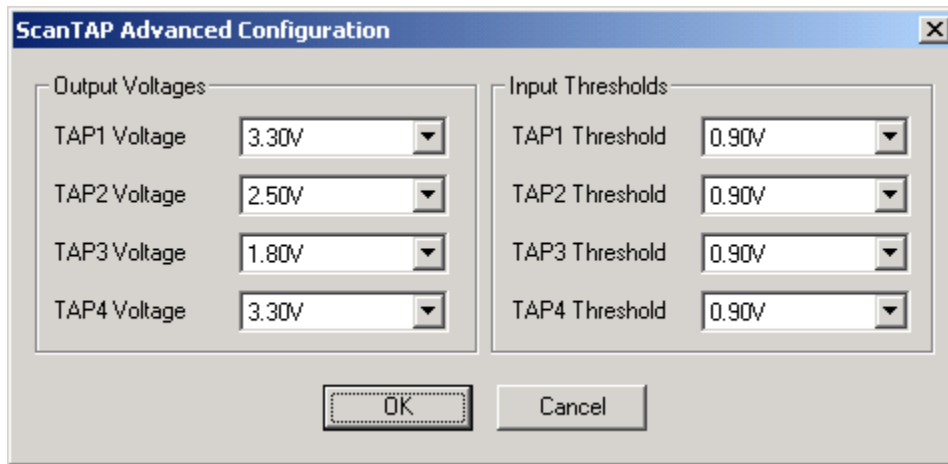 ScanTAP Advanced Configuration
Output Voltages
TAP1 Voltage 3.30V
TAP2 Voltage 2.50V
TAP3 Voltage 1.80V
TAP4 Voltage 3.30V
Input Thresholds
TAP1 Threshold 0.90V
TAP2 Threshold 0.90V
TAP3 Threshold 0.90V
TAP4 Threshold 0.90V
OK
Cancel